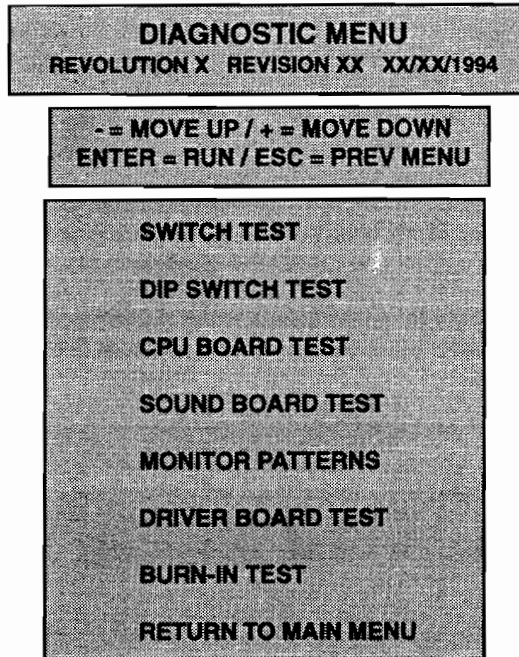 DIAGNOSTIC MENU
REVOLUTION X REVISION XX XX/XX/1994
- = MOVE UP / + = MOVE DOWN
ENTER = RUN / ESC = PREV MENU
SWITCH TEST
DIP SWITCH TEST
CPU BOARD TEST
SOUND BOARD TEST
MONITOR PATTERNS
DRIVER BOARD TEST
BURN-IN TEST
RETURN TO MAIN MENU